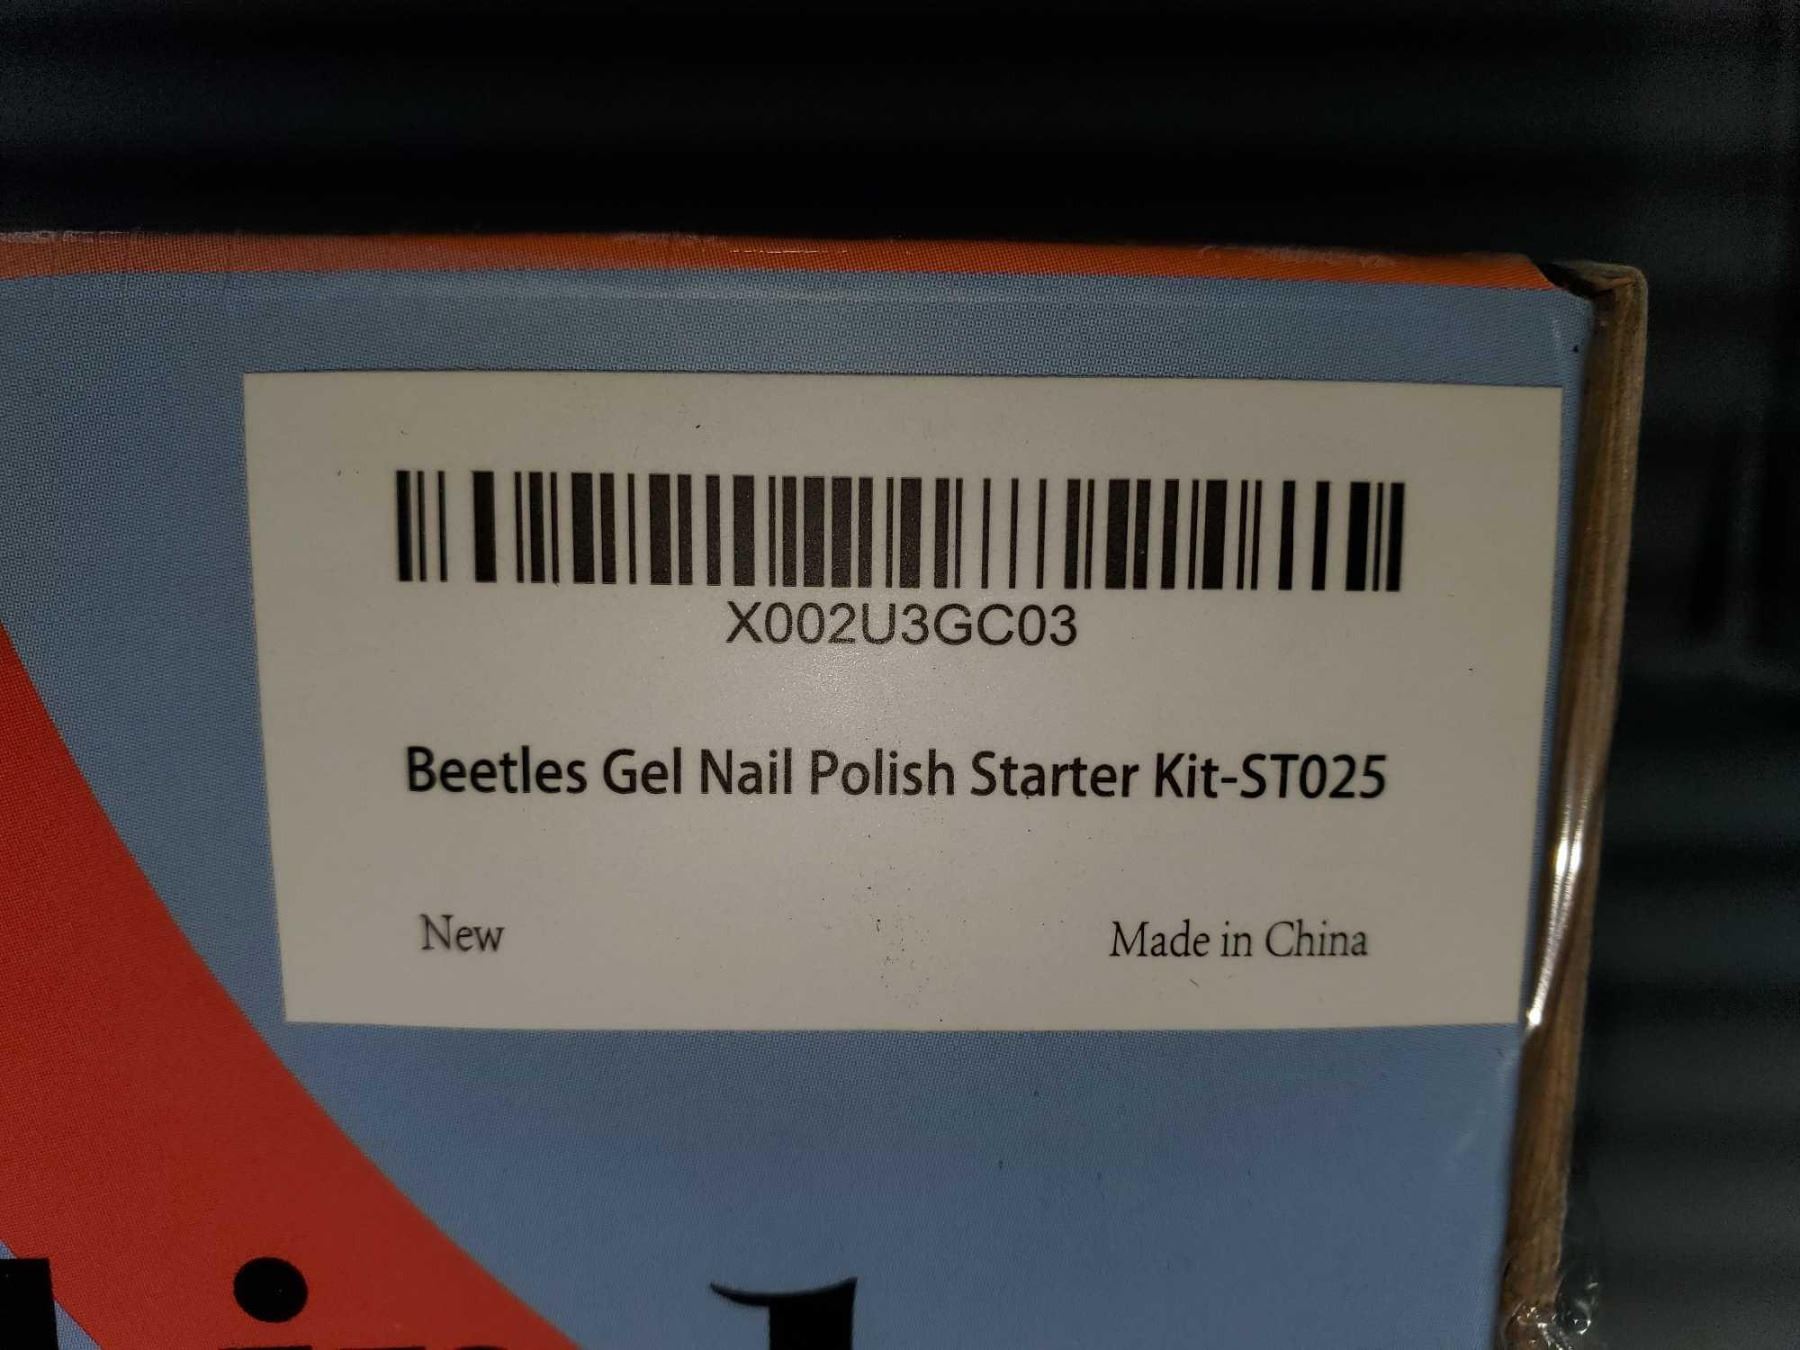 X002U3GC03
Beetles Gel Nail Polish Starter Kit-ST025
New
Made in China